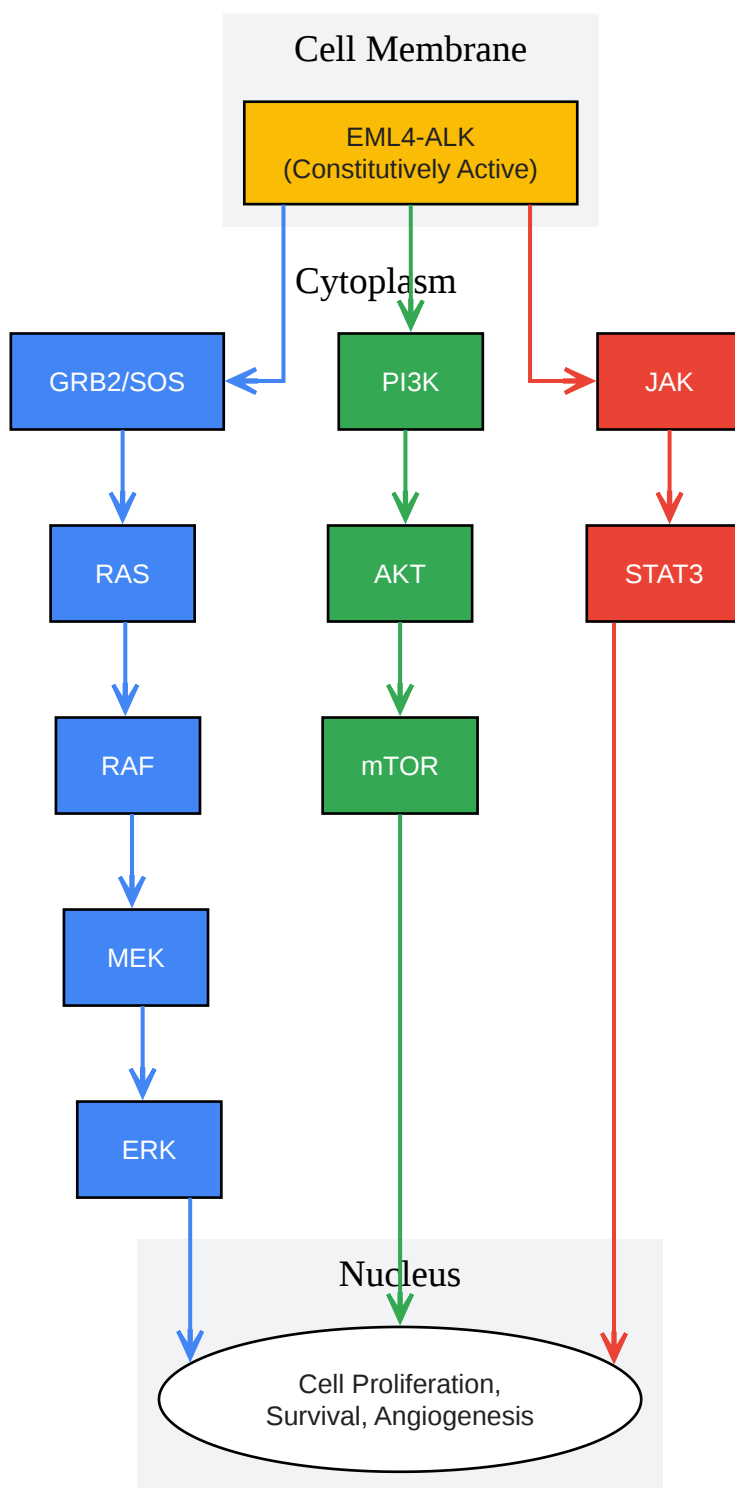 Cell Membrane
EML4-ALK
(Constitutively Active)
Cytoplasm
GRB2/SOS
PI3K
JAK
RAS
AKT
STAT3
RAF
mTOR
MEK
ERK
Nucleus
Cell Proliferation,
Survival, Angiogenesis